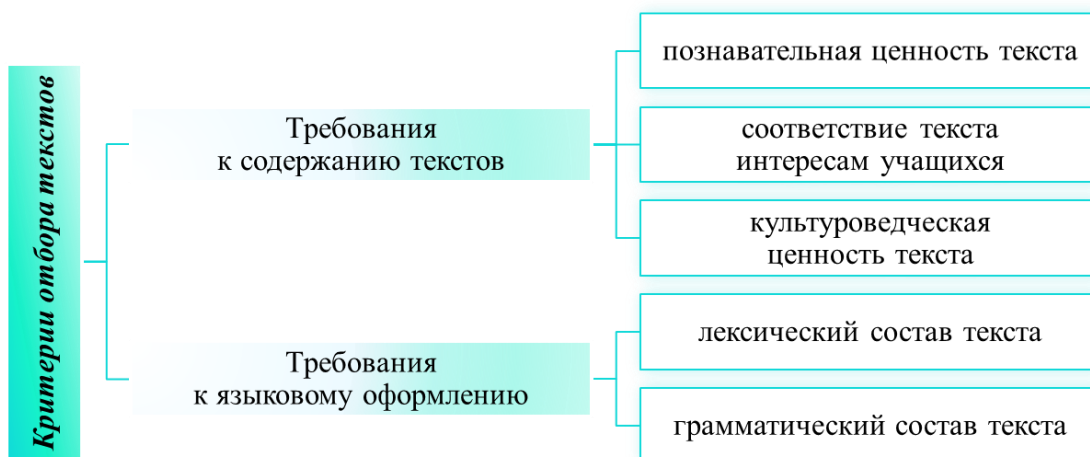 Критерии отбора текстов
Требования
к содержанию текстов
познавательная ценность текста
соответствие текста
интересам учащихся
культуроведческая
ценность текста
Требования
к языковому оформлению
лексический состав текста
грамматический состав текста